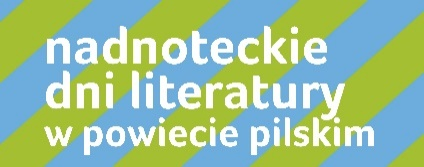 nadnoteckie
dni literatury
w powiecie pilskim